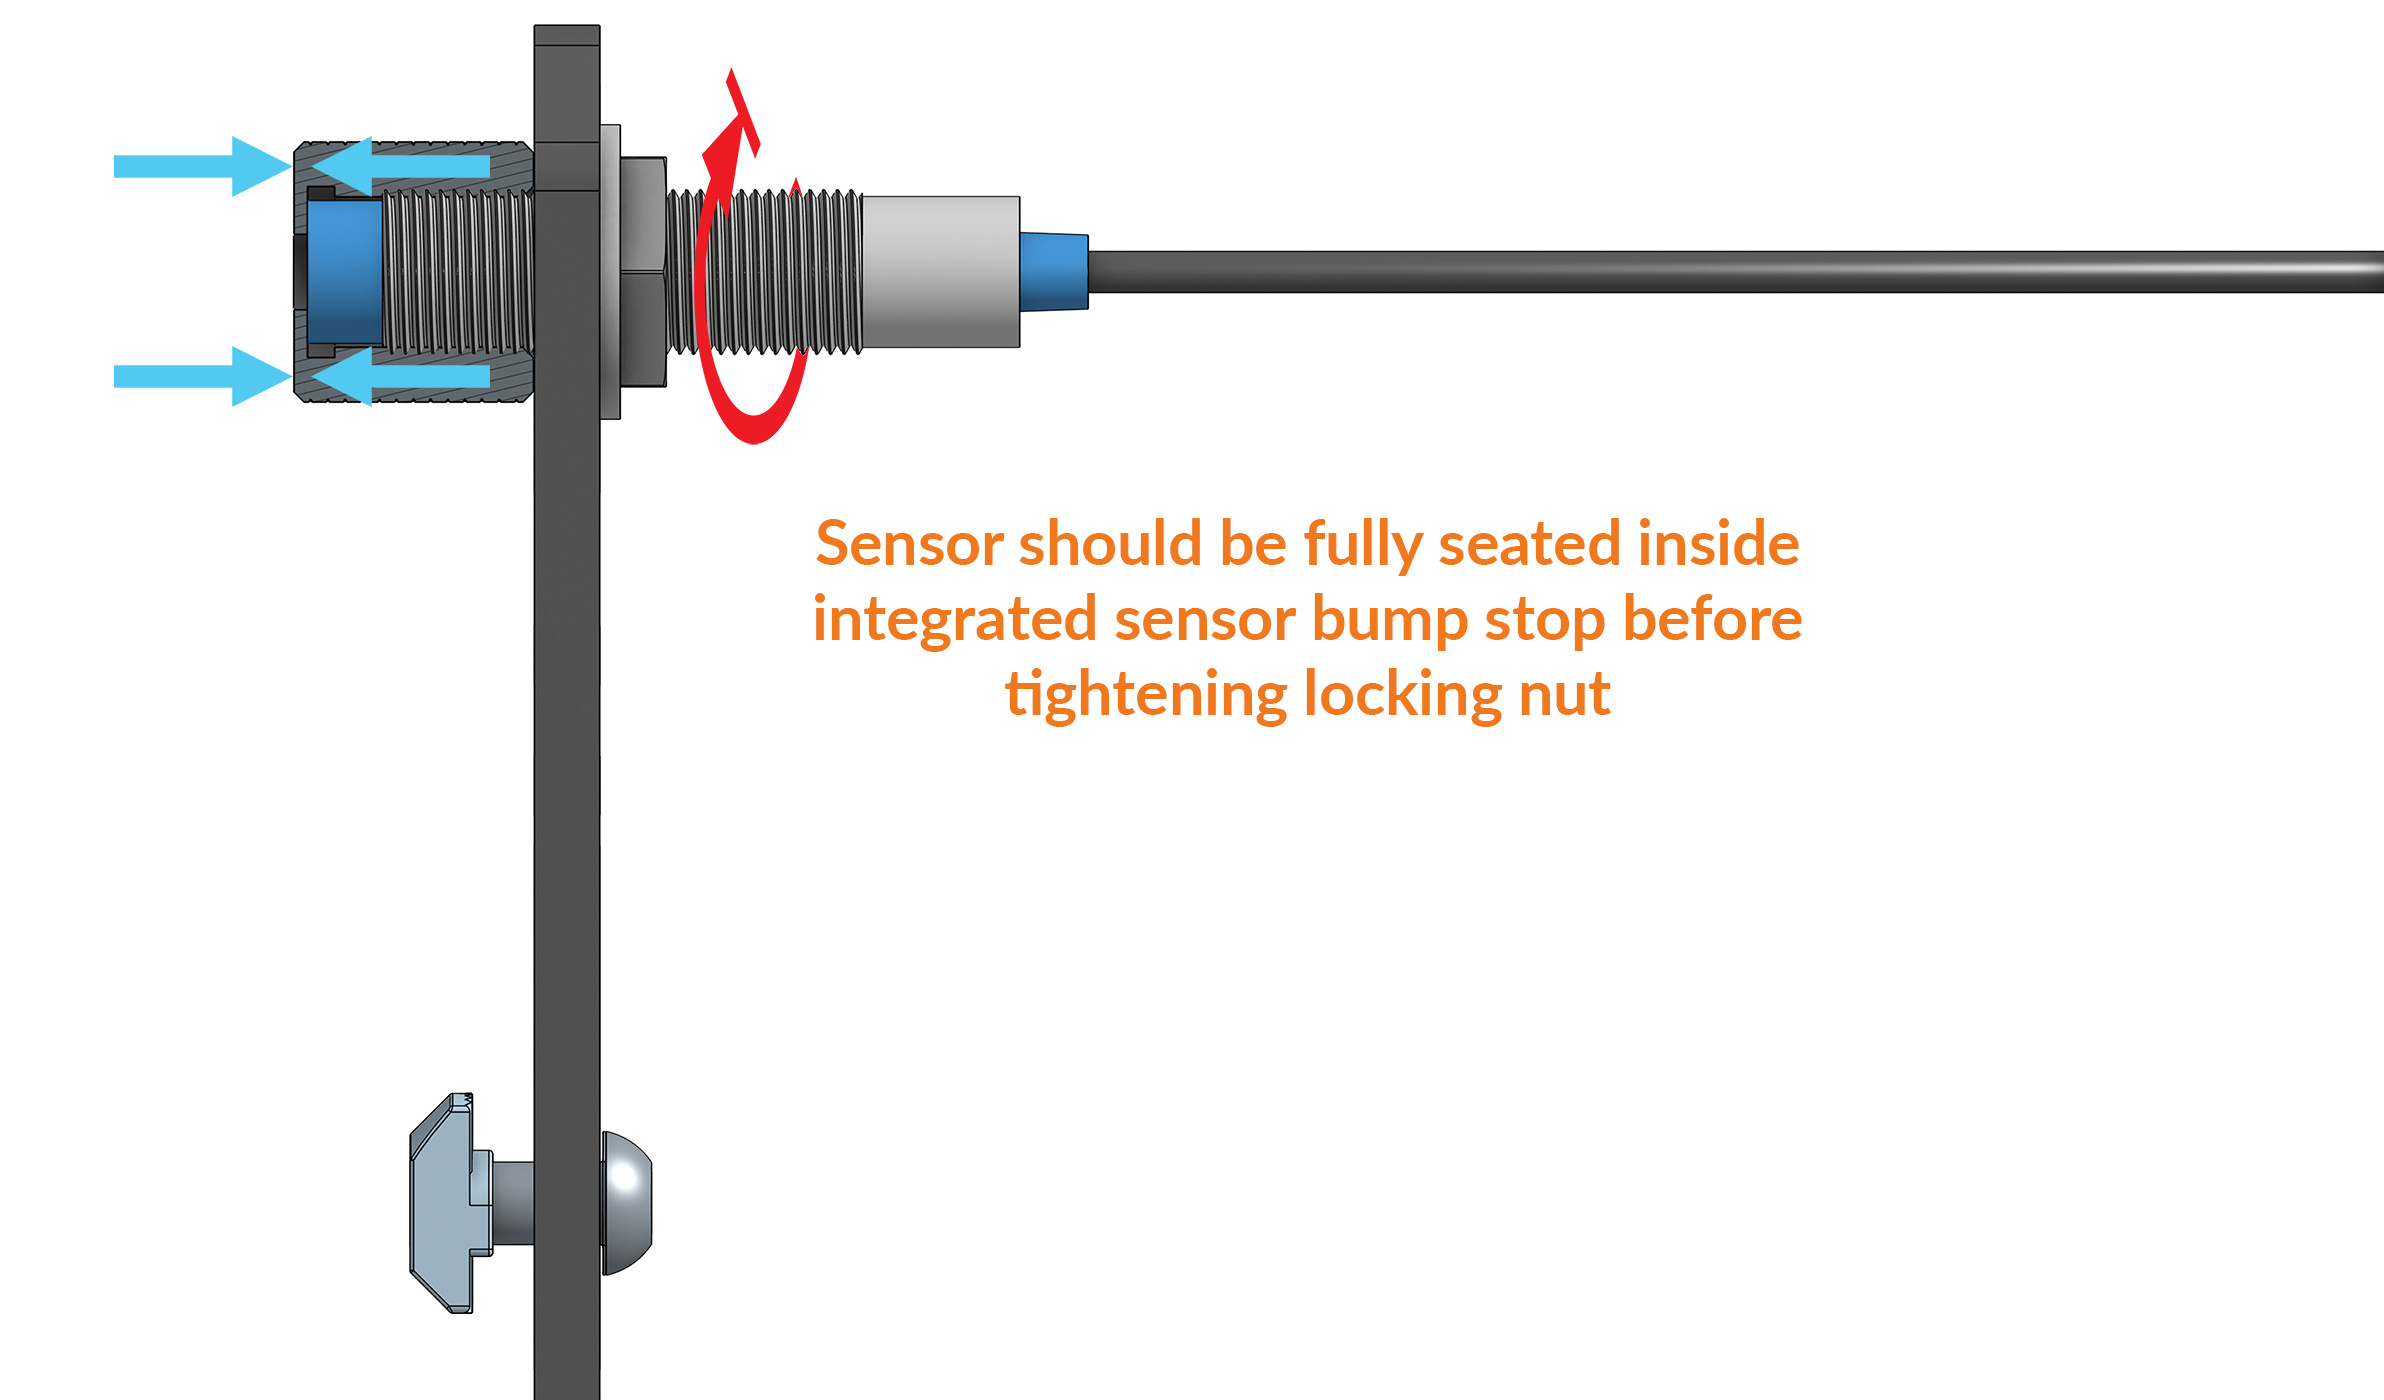 Sensor should be fully seated inside
integrated sensor bump stop before
tightening locking nut